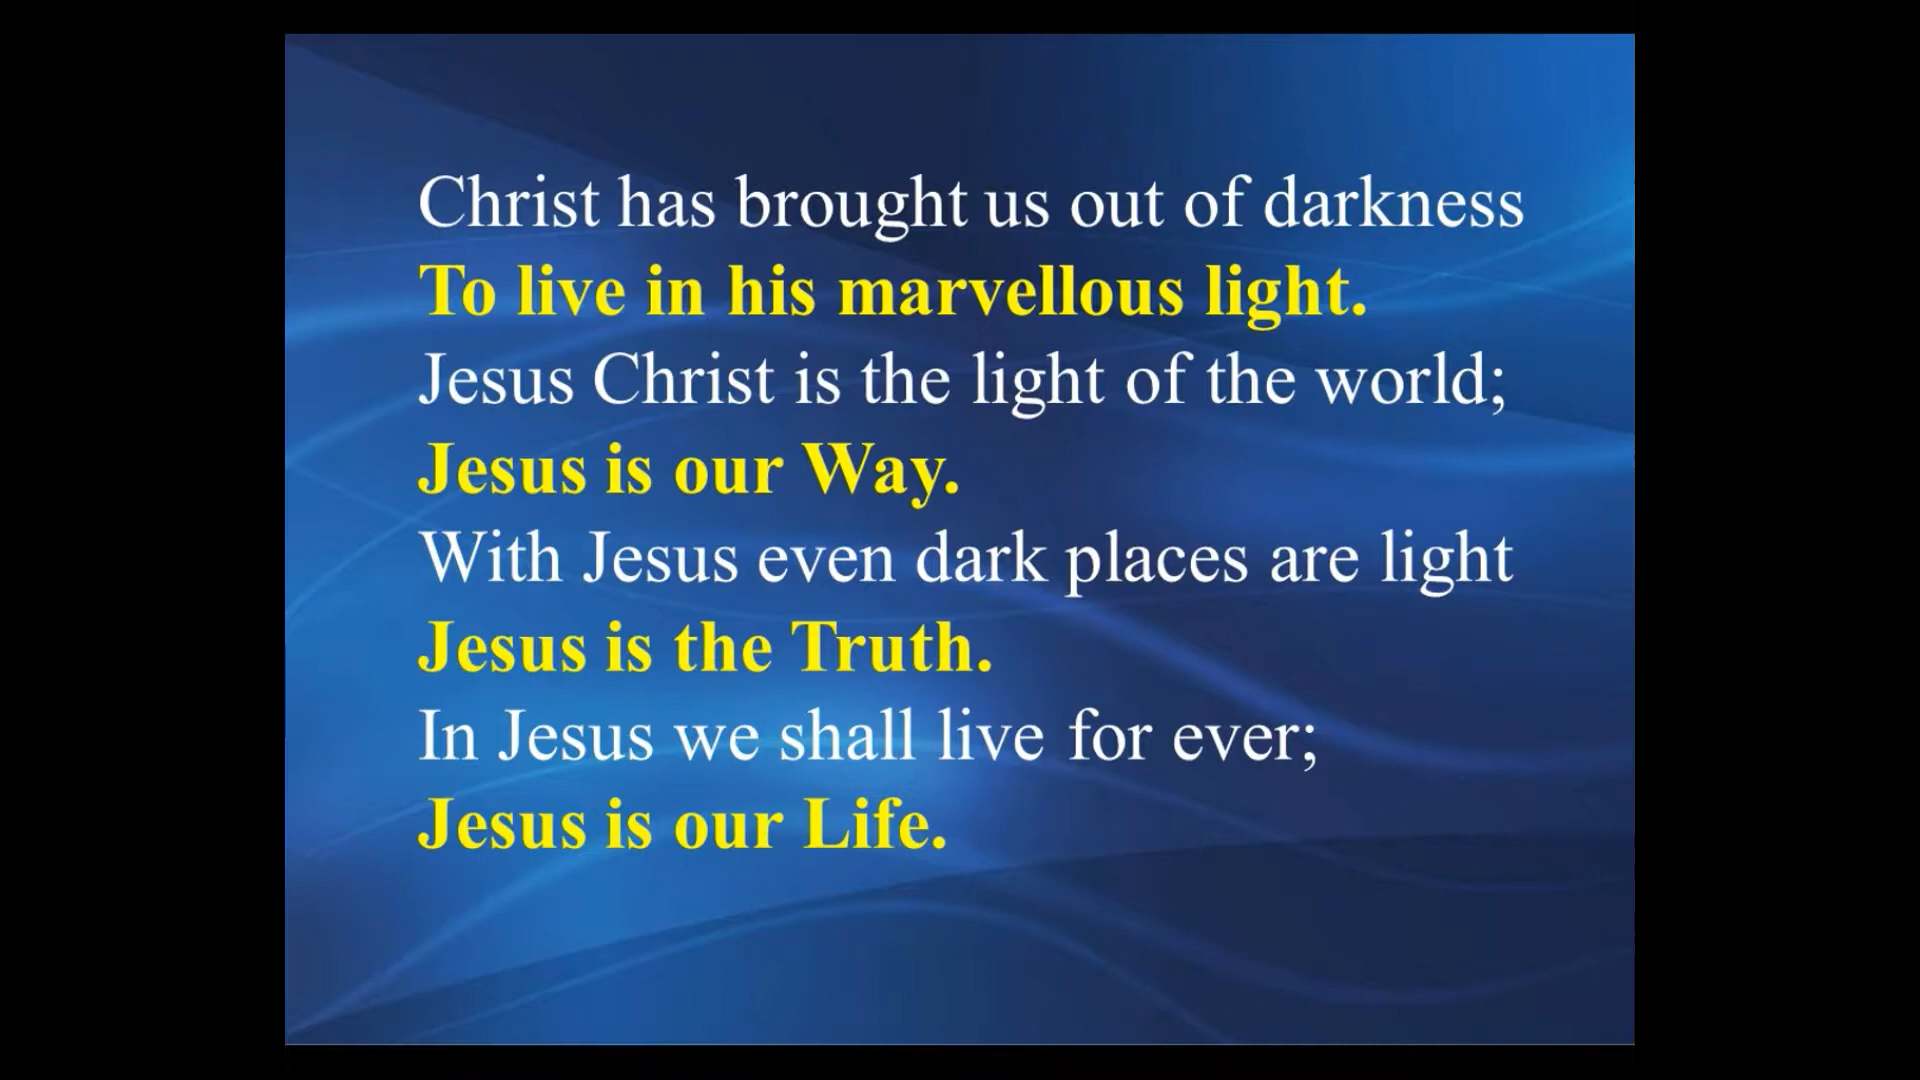 Christ has brought us out of darkness
To live in his marvellous light.
Jesus Christ is the light of the world;
Jesus is our Way.
With Jesus even dark places are light
Jesus is the Truth.
In Jesus we shall live for ever;
Jesus is our Life.